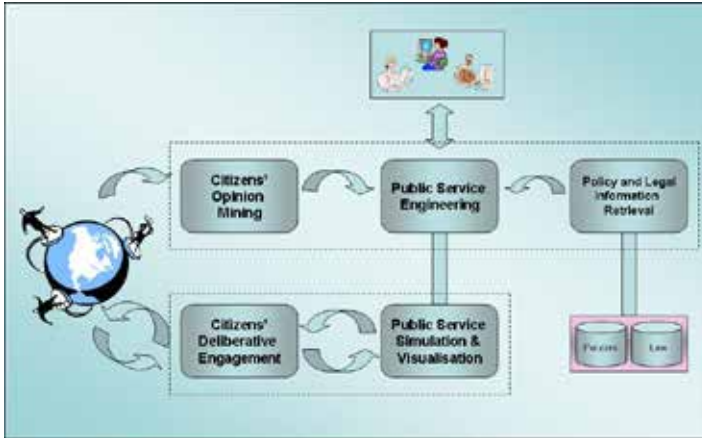 Citizens'
Opinion
Mining
Public Service
Engineering
Policy and Legal
Information
Retrieval
Citizens'
Deliberative
Engagement
Public Service
Simulation &
Visualisation
Law